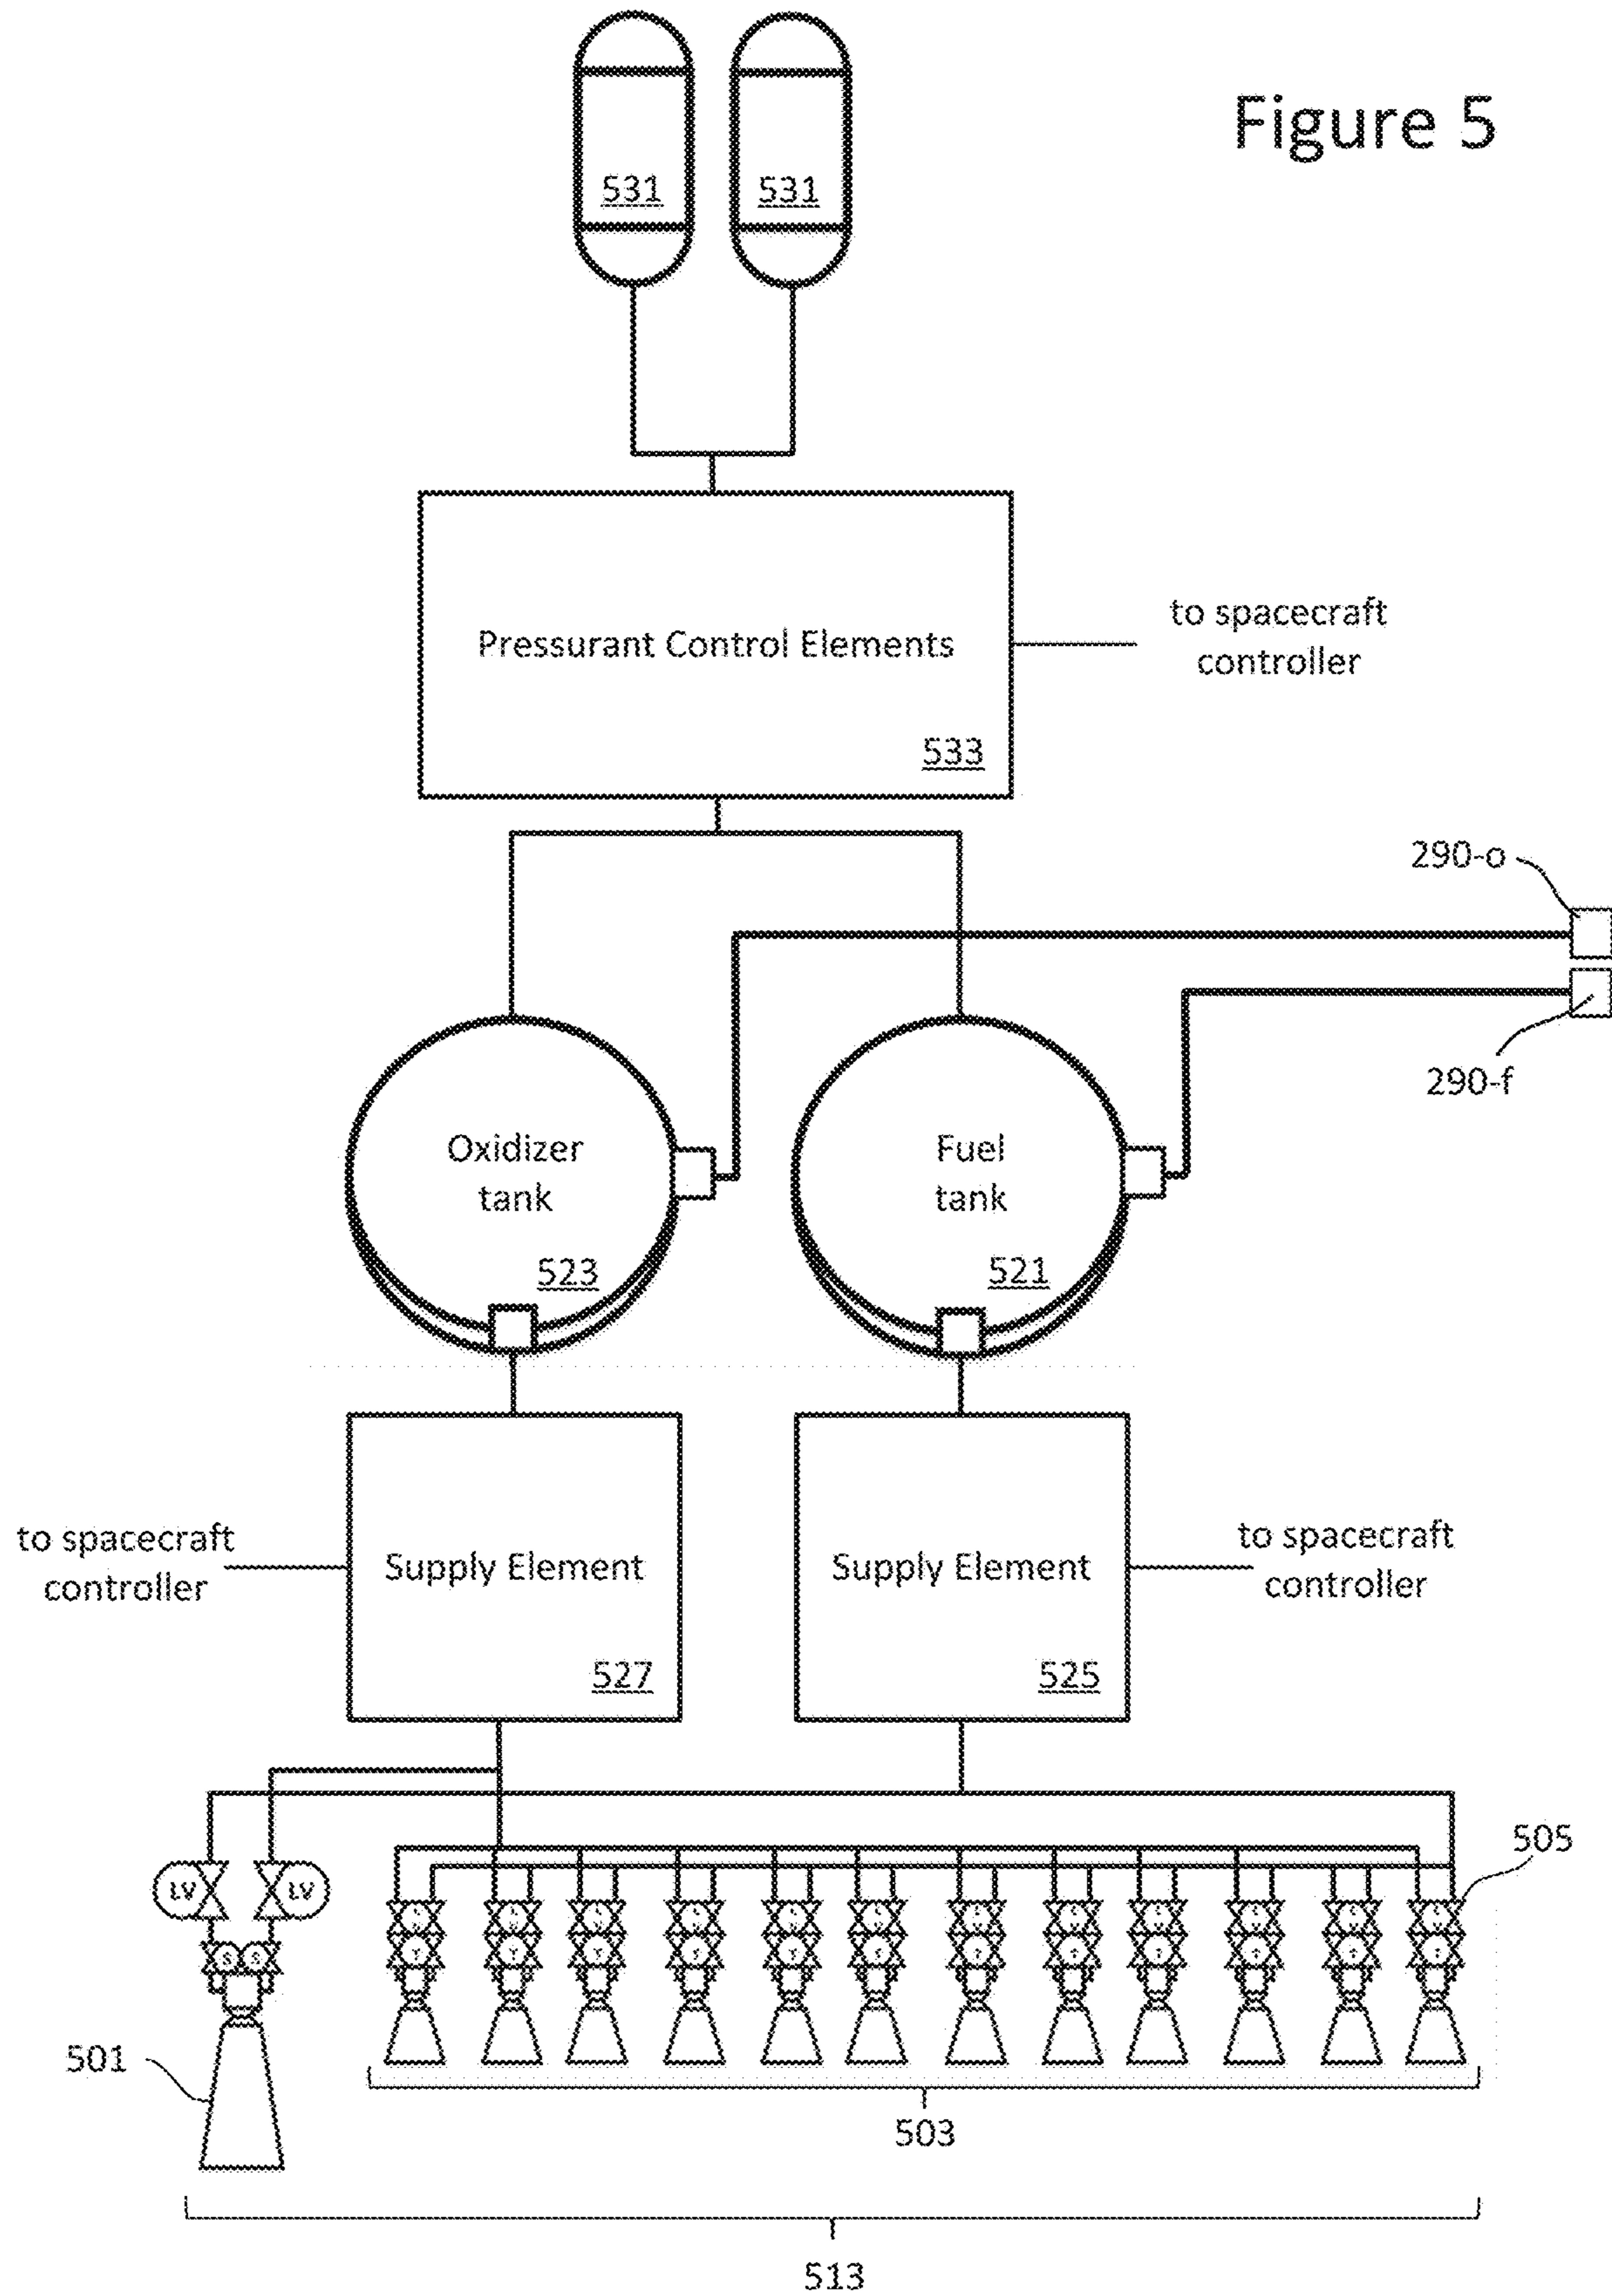 Figure 5
531
531
Pressurant Control Elements
to spacecraft
controller
533
290-o
290-f
Oxidizer
tank
523
Fuel
tank
521
to spacecraft
controller
Supply Element
527
Supply Element
525
to spacecraft
controller
505
LV
LV
S
S
501
503
513